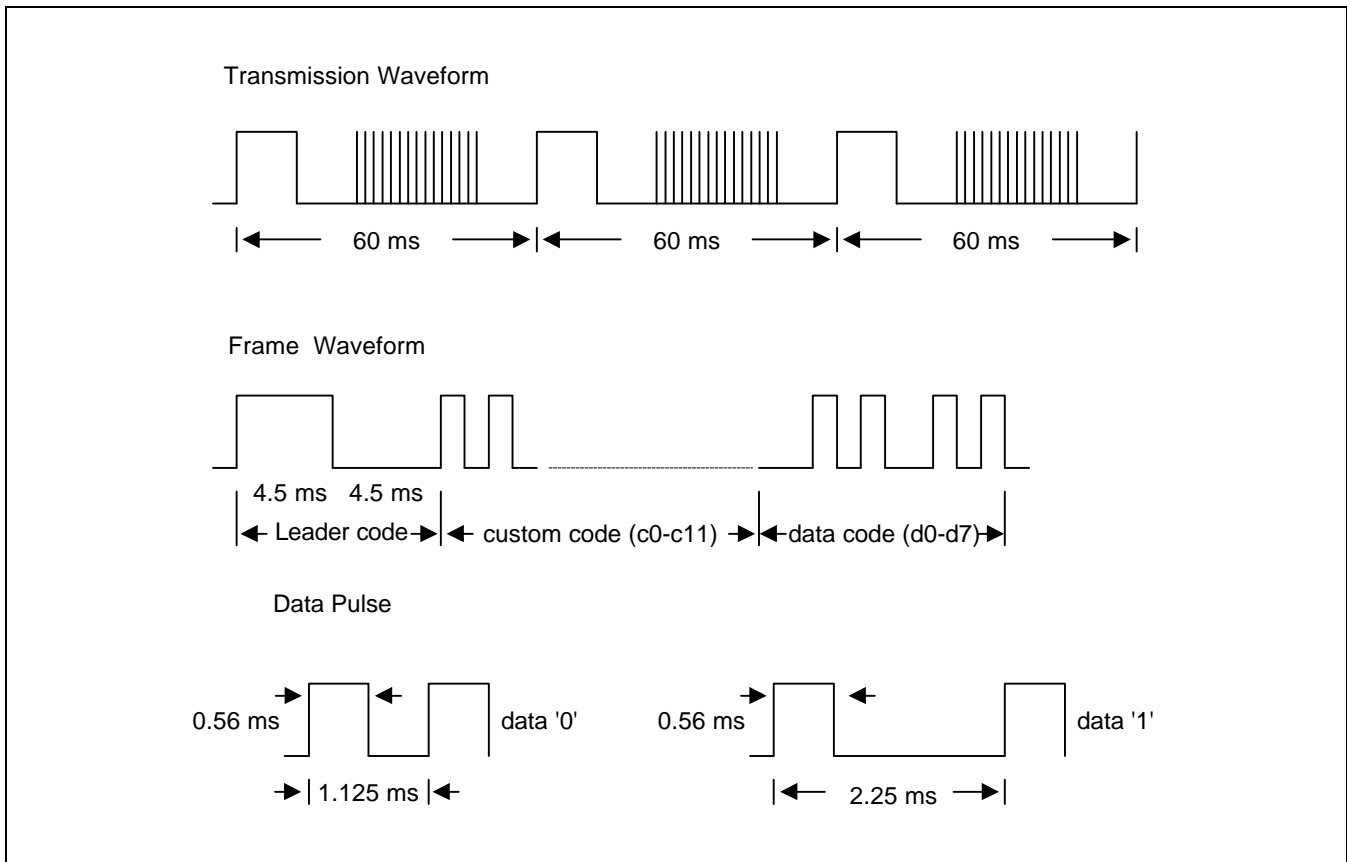 Transmission Waveform
60 ms 60 ms 60 ms
Frame Waveform
4.5 ms 4.5 ms
Leader code custom code (c0-c11) data code (d0-d7)
Data Pulse
0.56 ms data '0' 0.56 ms data '1'
1.125 ms 2.25 ms